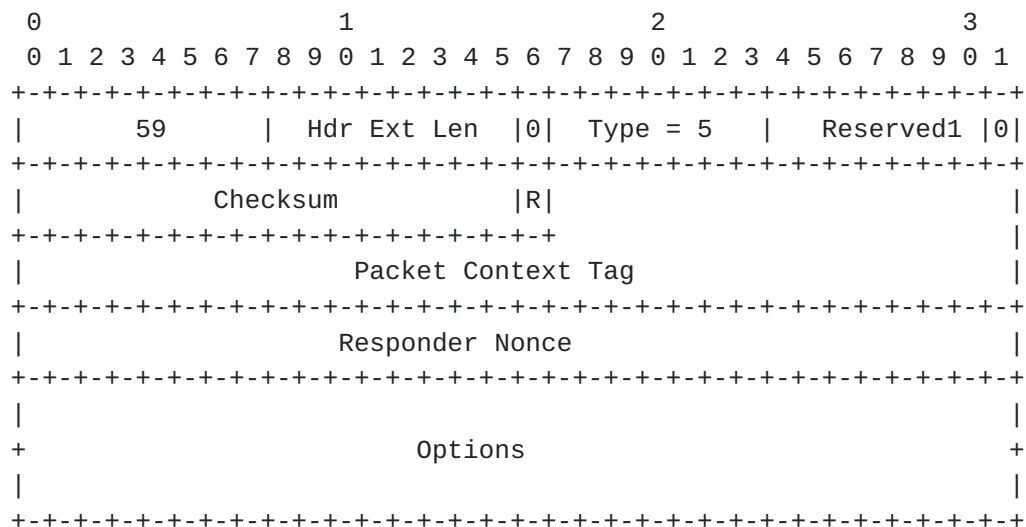 0                   1                   2                   3
 0 1 2 3 4 5 6 7 8 9 0 1 2 3 4 5 6 7 8 9 0 1 2 3 4 5 6 7 8 9 0 1
+-+-+-+-+-+-+-+-+-+-+-+-+-+-+-+-+-+-+-+-+-+-+-+-+-+-+-+-+-+-+-+-+
|       59      |  Hdr Ext Len  |0|  Type = 5   |   Reserved1 |0|
+-+-+-+-+-+-+-+-+-+-+-+-+-+-+-+-+-+-+-+-+-+-+-+-+-+-+-+-+-+-+-+-+
|            Checksum           |R|                             |
+-+-+-+-+-+-+-+-+-+-+-+-+-+-+-+-+-+                             |
|                     Packet Context Tag                        |
+-+-+-+-+-+-+-+-+-+-+-+-+-+-+-+-+-+-+-+-+-+-+-+-+-+-+-+-+-+-+-+-+
|                    Responder Nonce                            |
+-+-+-+-+-+-+-+-+-+-+-+-+-+-+-+-+-+-+-+-+-+-+-+-+-+-+-+-+-+-+-+-+
|                                                               |
+                         Options                               +
|                                                               |
+-+-+-+-+-+-+-+-+-+-+-+-+-+-+-+-+-+-+-+-+-+-+-+-+-+-+-+-+-+-+-+-+